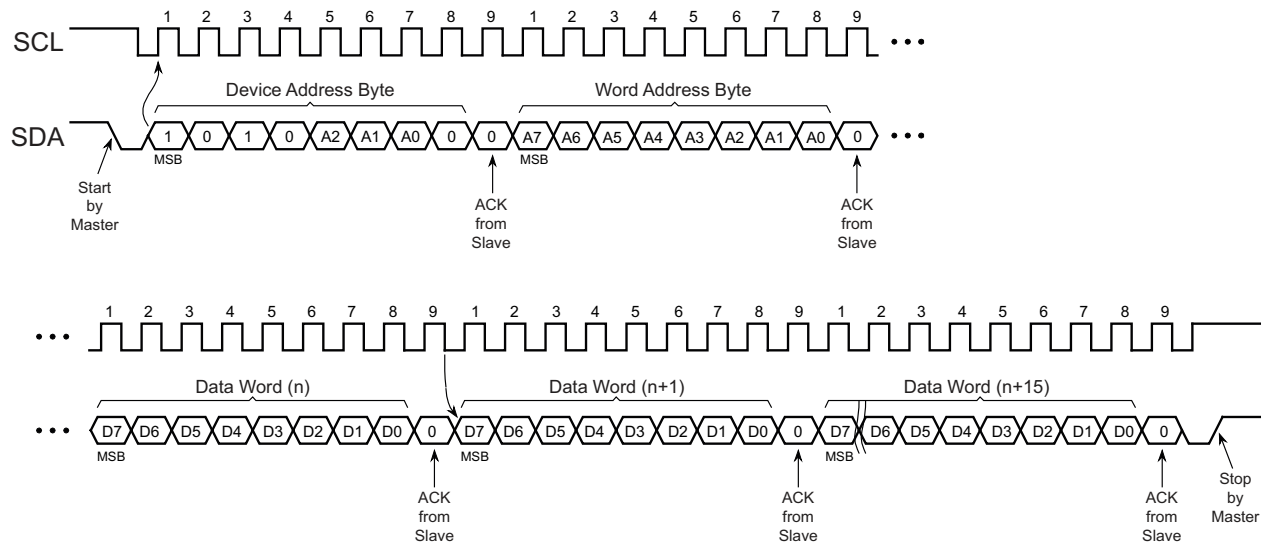 1 2 3 4 5 6 7 8 9 1 2 3 4 5 6 7 8 9
SCL
Device Address Byte Word Address Byte
SDA 1 0 1 0 A2 A1 A0 0 0 A7 A6 A5 A4 A3 A2 A1 A0 0
MSB MSB
Start
by
Master
ACK
from
Slave
ACK
from
Slave
1 2 3 4 5 6 7 8 9 1 2 3 4 5 6 7 8 9 1 2 3 4 5 6 7 8 9
Data Word (n) Data Word (n+1) Data Word (n+15)
D7 D6 D5 D4 D3 D2 D1 D0 0 D7 D6 D5 D4 D3 D2 D1 D0 0 D7 D6 D5 D4 D3 D2 D1 D0 0
MSB MSB MSB
ACK
from
Slave
ACK
from
Slave
ACK
from
Slave
Stop
by
Master